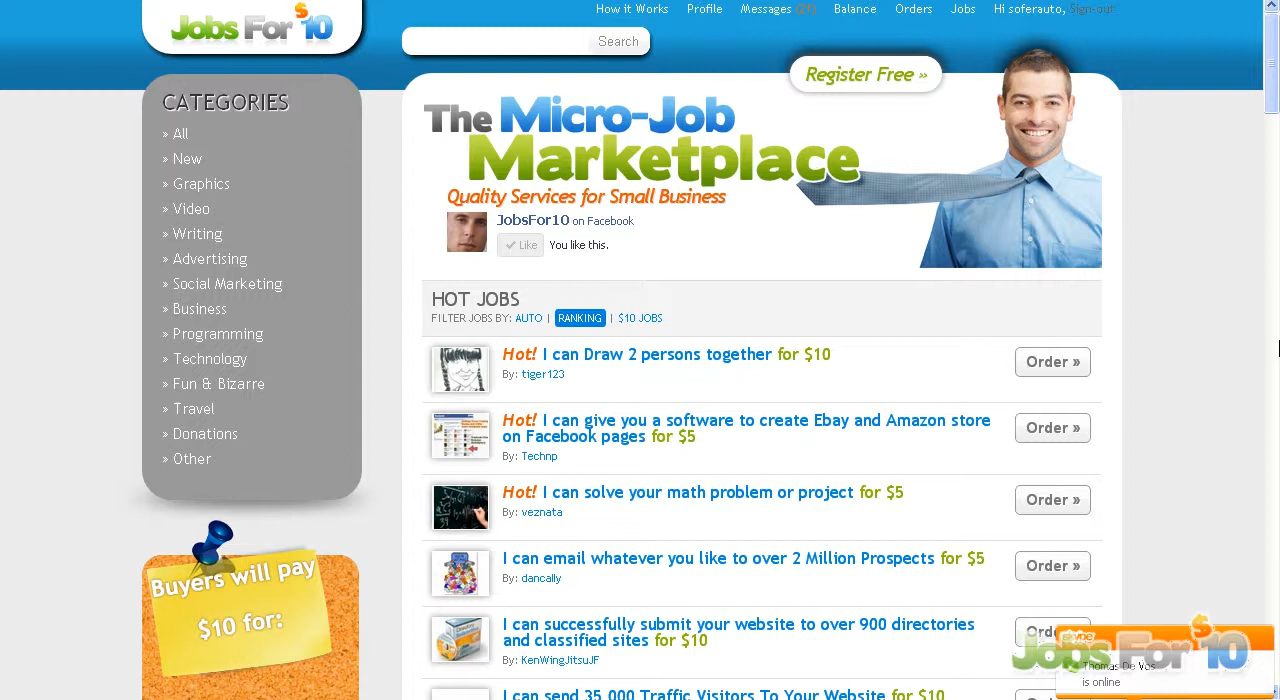 Jobs For $ 10
How it Works Profile Messages (21) Balance Orders Jobs Hi soferauto, Sign-out
Search
Register Free »
CATEGORIES
» All
» New
» Graphics
» Video
» Writing
» Advertising
» Social Marketing
» Business
» Programming
» Technology
» Fun & Bizarre
» Travel
» Donations
» Other
Buyers will pay
$10 for:
The Micro-Job
Marketplace
Quality Services for Small Business
JobsFor10 on Facebook
Like You like this.
HOT JOBS
FILTER JOBS BY: AUTO | RANKING | $10 JOBS
Hot! I can Draw 2 persons together for $10
By: tiger123
Order »
Hot! I can give you a software to create Ebay and Amazon store
on Facebook pages for $5
By: Technp
Order »
Hot! I can solve your math problem or project for $5
By: veznata
Order »
I can email whatever you like to over 2 Million Prospects for $5
By: dancally
Order »
I can successfully submit your website to over 900 directories
and classified sites for $10
By: KenWingJitsuJF
I can send 35,000 Traffic Visitors To Your Website for $10
skype
Jobs For $ 10
Thomas De Vos
is online